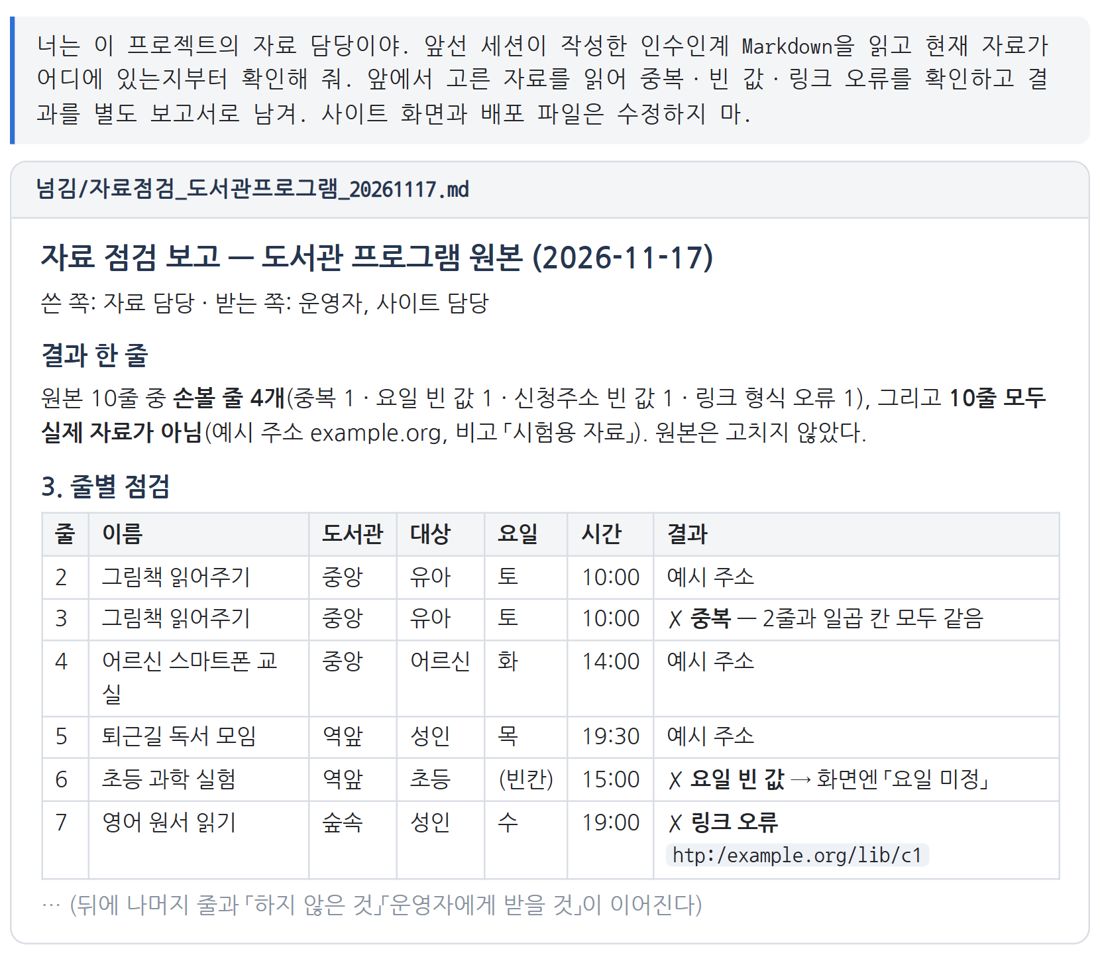 너는 이 프로젝트의 자료 담당이야. 앞선 세션이 작성한 인수인계 Markdown을 읽고 현재 자료가
어디에 있는지부터 확인해 줘. 앞에서 고른 자료를 읽어 중복·빈 값·링크 오류를 확인하고 결
과를 별도 보고서로 남겨. 사이트 화면과 배포 파일은 수정하지 마.
넘김/자료점검_도서관프로그램_20261117.md
자료 점검 보고 — 도서관 프로그램 원본 (2026-11-17)
쓴 쪽: 자료 담당 · 받는 쪽: 운영자, 사이트 담당
결과 한 줄
원본 10줄 중 손볼 줄 4개(중복 1 · 요일 빈 값 1 · 신청주소 빈 값 1 · 링크 형식 오류 1), 그리고 10줄 모두
실제 자료가 아님(예시 주소 example.org, 비고 「시험용 자료」). 원본은 고치지 않았다.
3. 줄별 점검
줄 이름 도서관 대상 요일 시간 결과
2 그림책 읽어주기 중앙 유아 토 10:00 예시 주소
3 그림책 읽어주기 중앙 유아 토 10:00 ✗ 중복 — 2줄과 일곱 칸 모두 같음
4 어르신 스마트폰 교 중앙 어르신 화 14:00 예시 주소
실
5 퇴근길 독서 모임 역앞 성인 목 19:30 예시 주소
6 초등 과학 실험 역앞 초등 (빈칸) 15:00 ✗ 요일 빈 값 → 화면엔 「요일 미정」
7 영어 원서 읽기 숲속 성인 수 19:00 ✗ 링크 오류
htp:/example.org/lib/c1
… (뒤에 나머지 줄과 「하지 않은 것」「운영자에게 받을 것」이 이어진다)